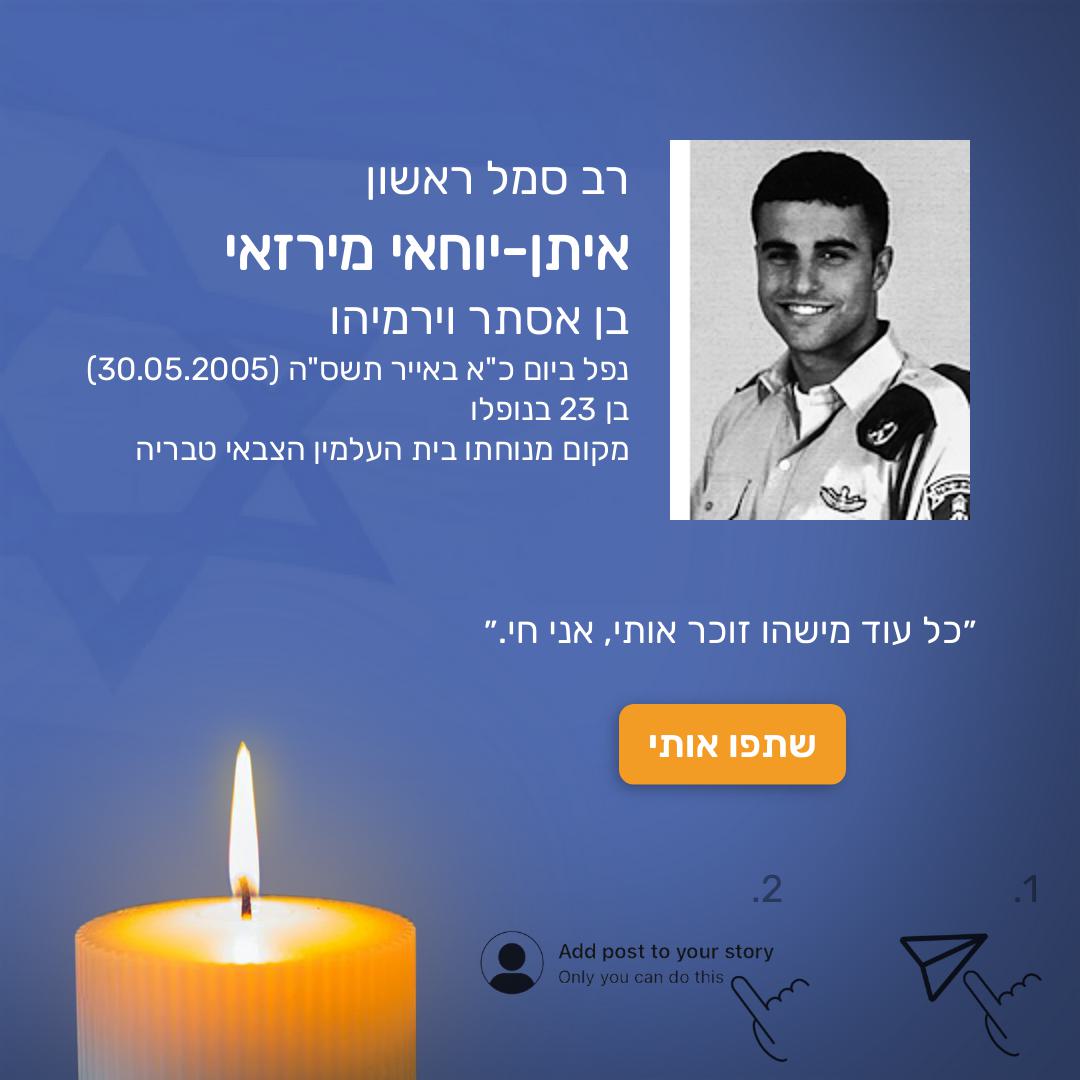 רב סמל ראשון
איתן-יוחאי מירזאי
בן אסתר וירמיהו
נפל ביום כ"א באייר תשס"ה (30.05.2005)
בן 23 בנופלו
מקום מנוחתו בית העלמין הצבאי טבריה
״כל עוד מישהו זוכר אותי, אני חי.״
שתפו אותי
1.
2.
Add post to your story
Only you can do this